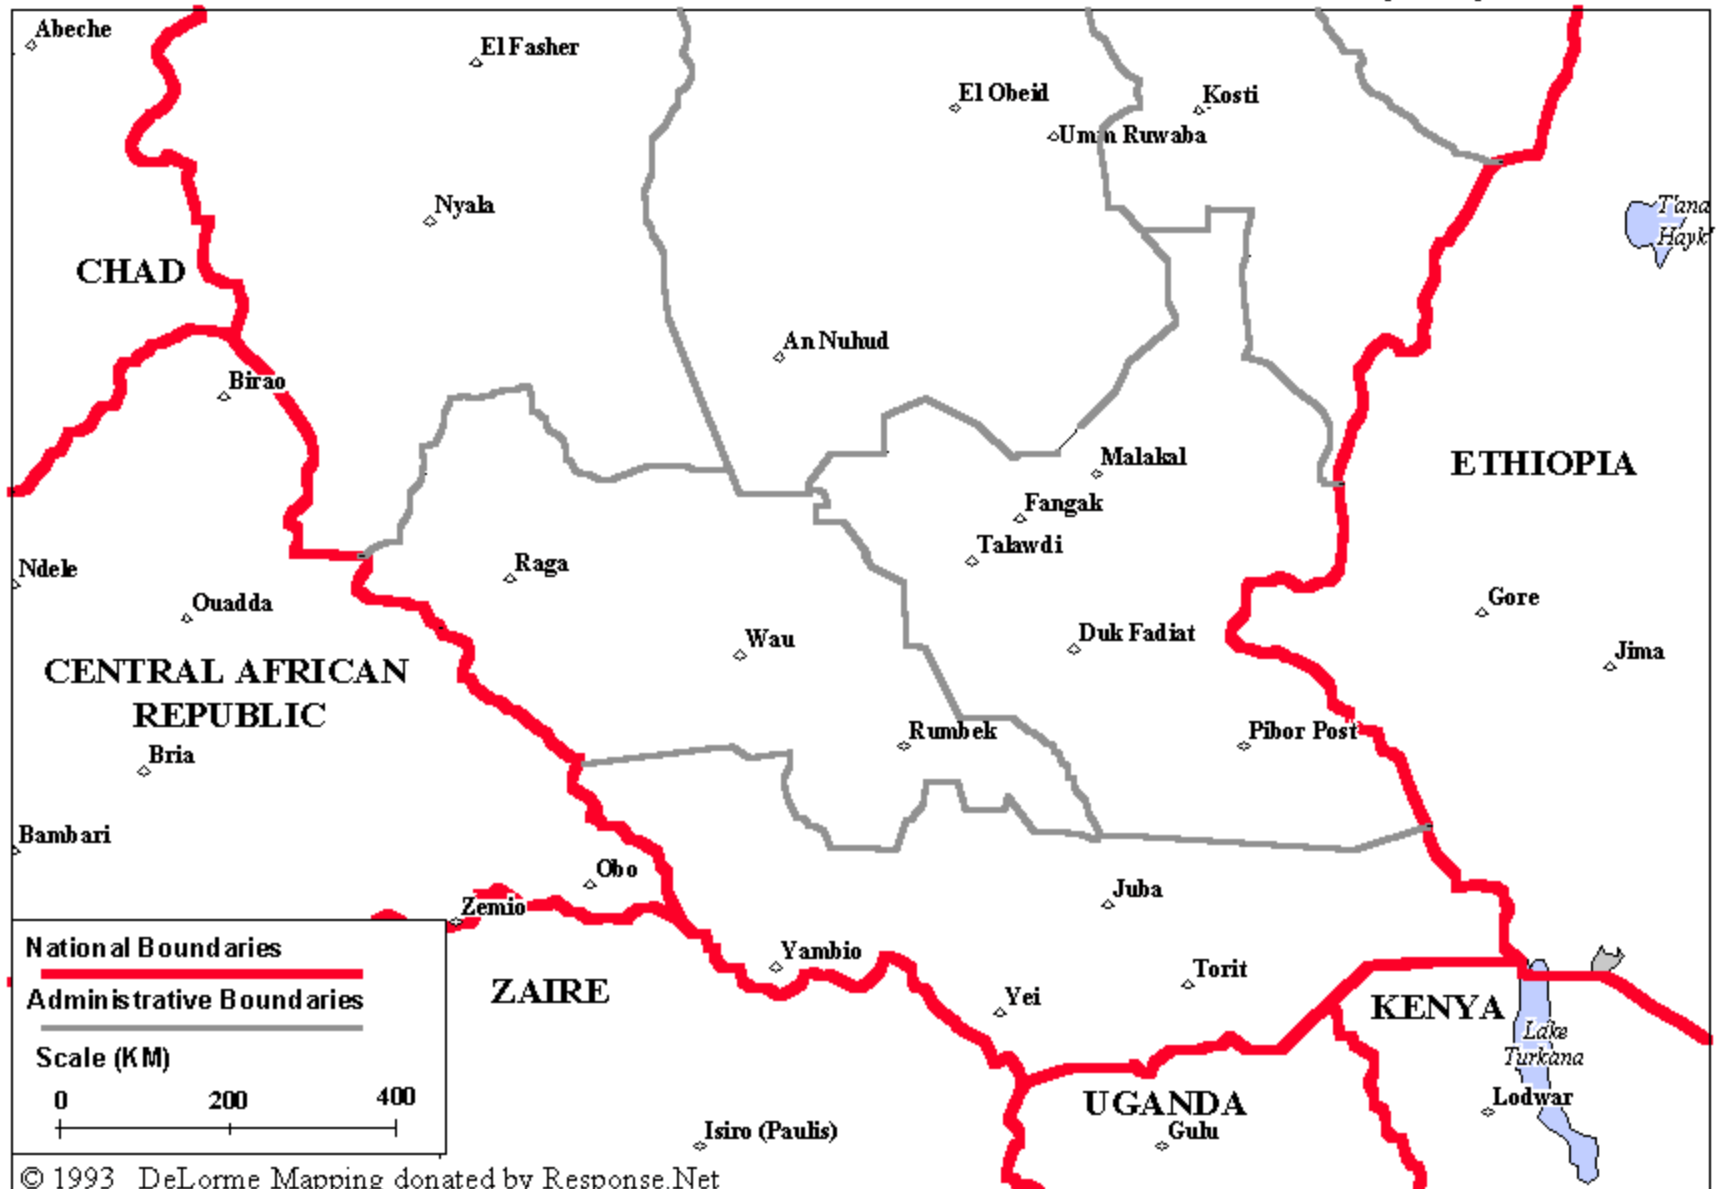 Abeche
El Fasher
El Obeid
Kosti
Umm Ruwaba
Nyala
T'ana
Hayk'
CHAD
An Nuhud
Birao
Malakal
ETHIOPIA
Fangak
Talawdi
Ndele
Raga
Ouadda
Gore
Wau
Duk Fadiat
Jima
CENTRAL AFRICAN
REPUBLIC
Rumbek
Pibor Post
Bria
Bambari
Obo
Juba
Zemio
Yambio
Torit
ZAIRE
Yei
KENYA
Lake
Turkana
Lodwar
UGANDA
Gulu
Isiro (Paulis)
National Boundaries
Administrative Boundaries
Scale (KM)
0 200 400
© 1993 DeLorme Mapping donated by Response.Net